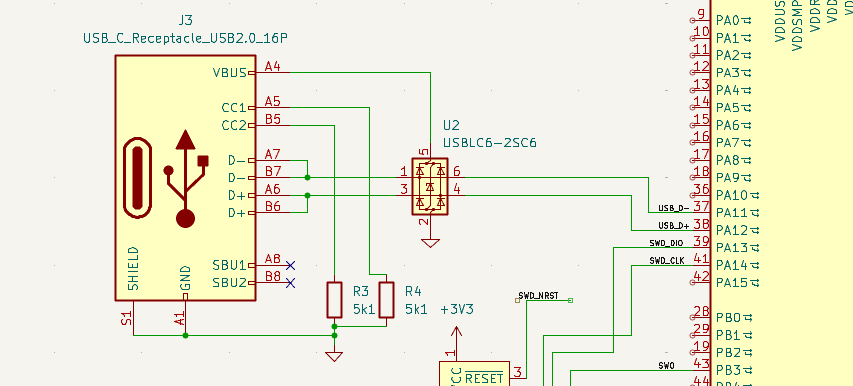 J3
USB_C_Receptacle_USB2.0_16P
VBUS
A4
CC1
A5
CC2
B5
D-
A7
D-
B7
D+
A6
D+
B6
SBU1
A8
SBU2
B8
SHIELD
GND
S1
A1
R3
5k1
R4
5k1
U2
USBLC6-2SC6
5
1
6
3
4
2
+3V3
1
VCC
RESET
3
SWD_NRST
USB_D-
USB_D+
SWD_DIO
SWD_CLK
SWO
9 PA0
10 PA1
11 PA2
12 PA3
13 PA4
14 PA5
15 PA6
16 PA7
17 PA8
18 PA9
36 PA10
37 PA11
38 PA12
39 PA13
41 PA14
42 PA15
28 PB0
29 PB1
19 PB2
43 PB3
44 PB4
VDDUS
VDDSMP
VDDR
VDD